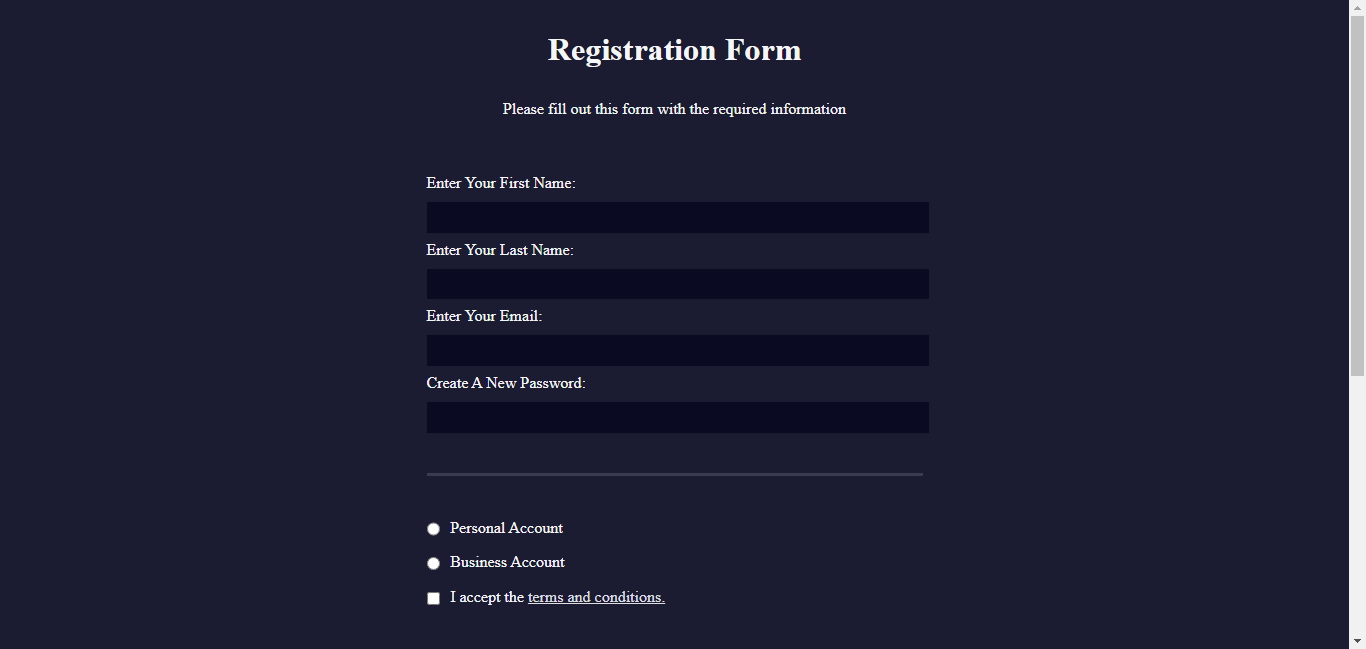 Registration Form
Please fill out this form with the required information
Enter Your First Name:
Enter Your Last Name:
Enter Your Email:
Create A New Password:
Personal Account
Business Account
I accept the terms and conditions.